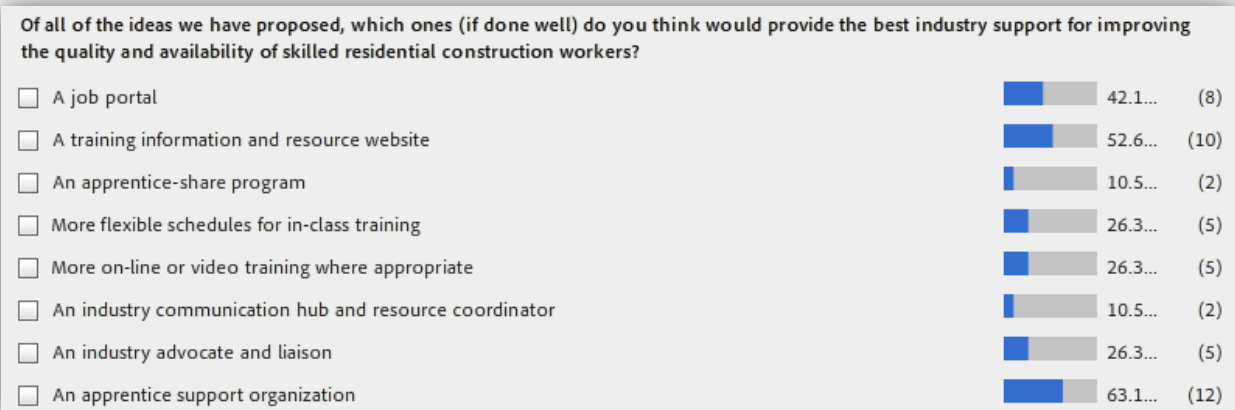 Of all of the ideas we have proposed, which ones (if done well) do you think would provide the best industry support for improving
the quality and availability of skilled residential construction workers?
A job portal 42.1... (8)
A training information and resource website 52.6... (10)
An apprentice-share program 10.5... (2)
More flexible schedules for in-class training 26.3... (5)
More on-line or video training where appropriate 26.3... (5)
An industry communication hub and resource coordinator 10.5... (2)
An industry advocate and liaison 26.3... (5)
An apprentice support organization 63.1... (12)